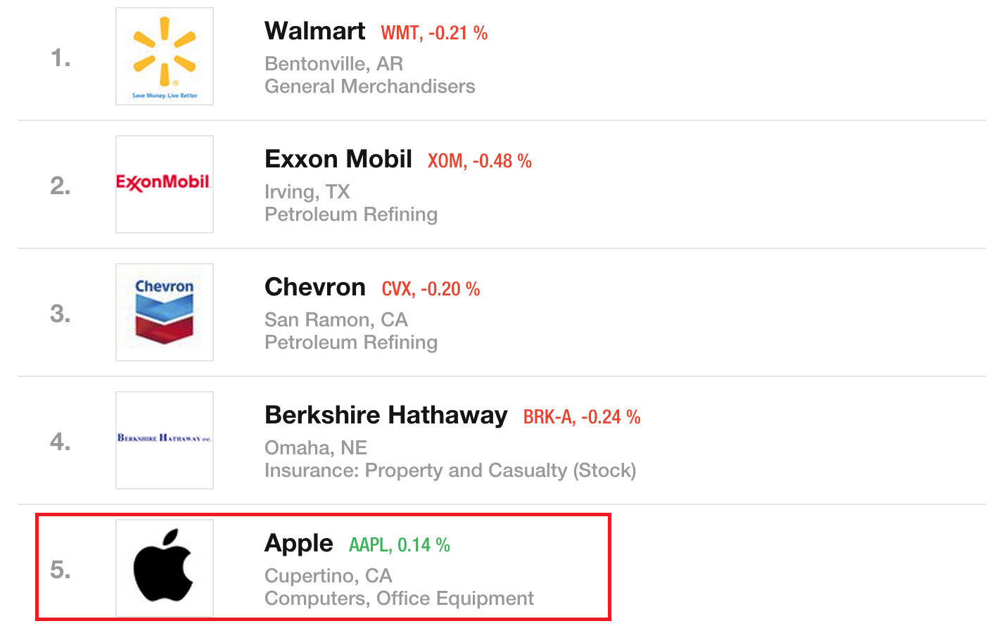 1.
Save Money. Live Better
Walmart WMT, -0.21 %
Bentonville, AR
General Merchandisers
2.
ExxonMobil
Exxon Mobil XOM, -0.48 %
Irving, TX
Petroleum Refining
3.
Chevron
Chevron CVX, -0.20 %
San Ramon, CA
Petroleum Refining
4.
BERKSHIRE HATHAWAY INC.
Berkshire Hathaway BRK-A, -0.24 %
Omaha, NE
Insurance: Property and Casualty (Stock)
5.
Apple AAPL, 0.14 %
Cupertino, CA
Computers, Office Equipment